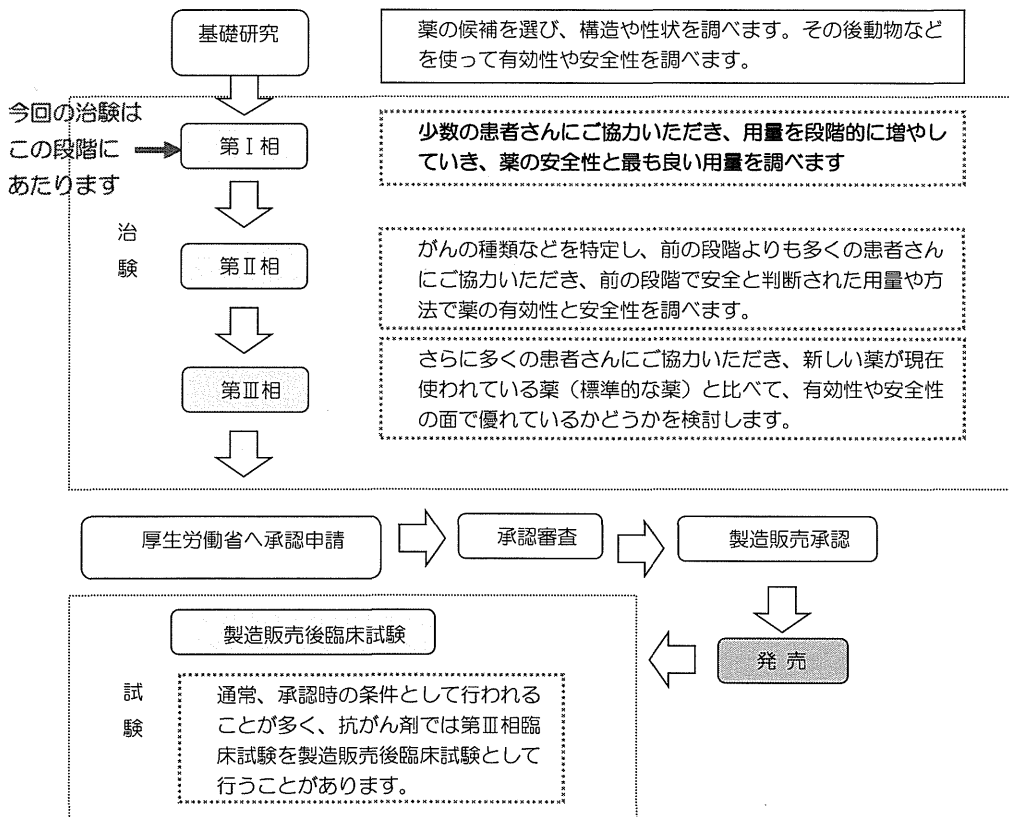 基礎研究
薬の候補を選び、構造や性状を調べます。その後動物など
を使って有効性や安全性を調べます。
今回の治験は
この段階に
あたります
第Ⅰ相
少数の患者さんにご協力いただき、用量を段階的に増やし
ていき、薬の安全性と最も良い用量を調べます
治
験
第Ⅱ相
がんの種類などを特定し、前の段階よりも多くの患者さん
にご協力いただき、前の段階で安全と判断された用量や方
法で薬の有効性と安全性を調べます。
第Ⅲ相
さらに多くの患者さんにご協力いただき、新しい薬が現在
使われている薬（標準的な薬）と比べて、有効性や安全性
の面で優れているかどうかを検討します。
厚生労働省へ承認申請
承認審査
製造販売承認
発売
製造販売後臨床試験
試
験
通常、承認時の条件として行われる
ことが多く、抗がん剤では第Ⅲ相臨
床試験を製造販売後臨床試験として
行うことがあります。